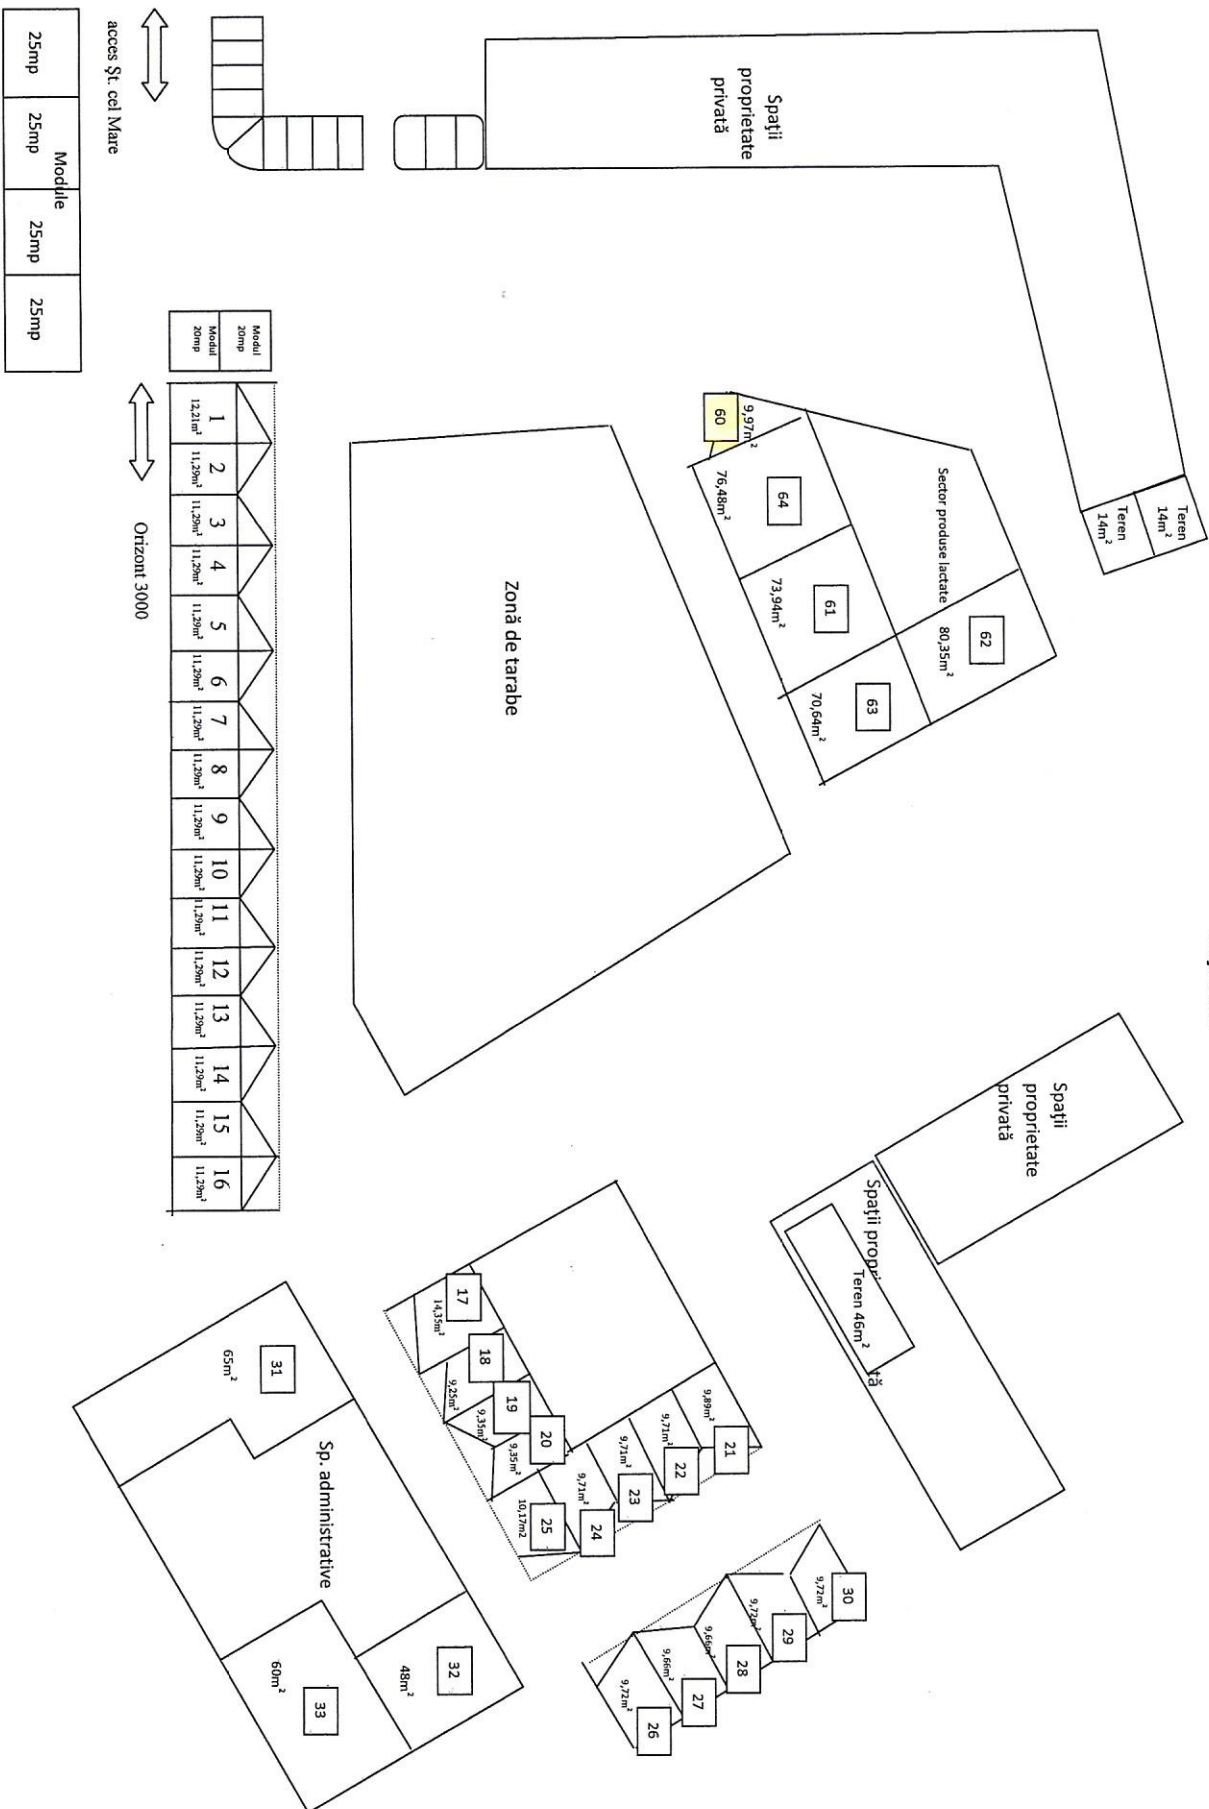 acces Șt. cel Mare
Module
25mp
25mp
25mp
25mp
Spații
proprietate
privată
Teren
14m²
Teren
14m²
Modul
20mp
Modul
20mp
Orizont 3000
1
12,21m²
2
11,29m²
3
11,29m²
4
11,29m²
5
11,29m²
6
11,29m²
7
11,29m²
8
11,29m²
9
11,29m²
10
11,29m²
11
11,29m²
12
11,29m²
13
11,29m²
14
11,29m²
15
11,29m²
16
11,29m²
Sector produse lactate
60
9,97m²
64
76,48m²
61
73,94m²
62
80,35m²
63
70,64m²
Zonă de tarabe
Spații
proprietate
privată
Spații propri
tă
Teren 46m²
17
14,35m²
18
9,25m²
19
9,35m²
20
9,35m²
21
9,89m²
22
9,71m²
23
9,71m²
24
9,71m²
25
10,17m2
30
9,72m²
29
9,72m²
28
9,66m²
27
9,66m²
26
9,72m²
31
65m²
Sp. administrative
32
48m²
33
60m²